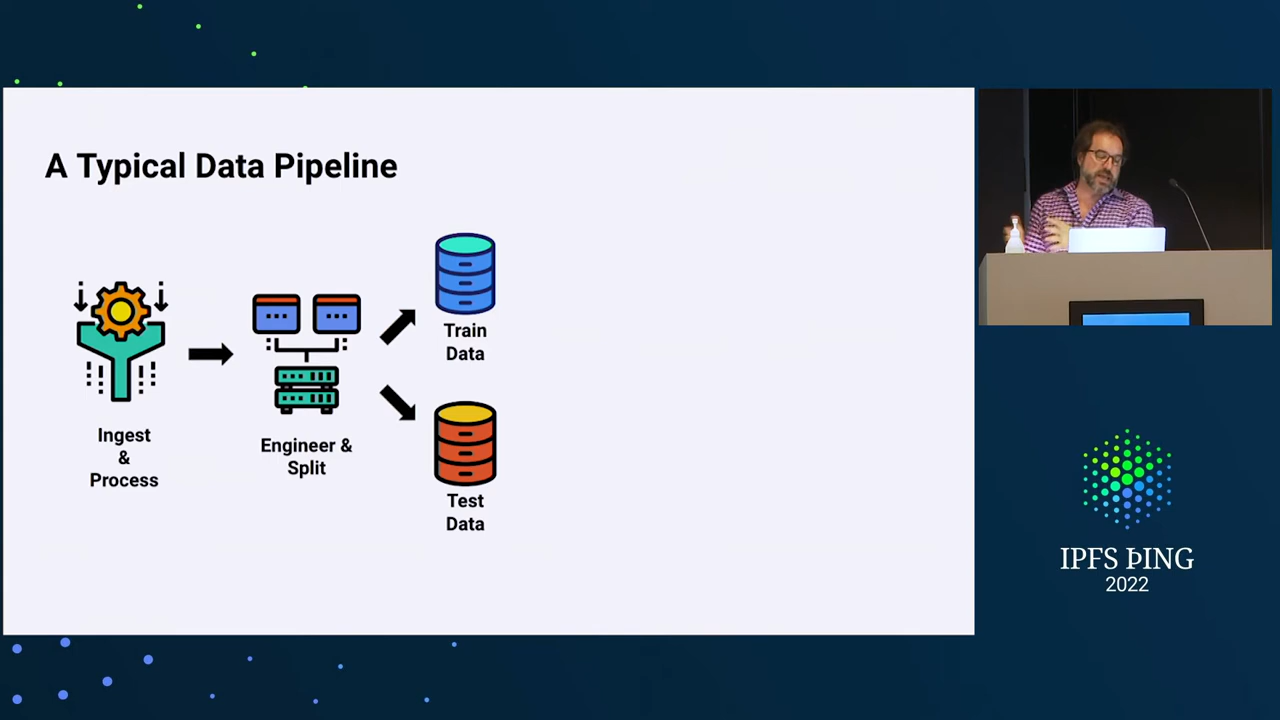 A Typical Data Pipeline
Ingest
&
Process
Engineer &
Split
Train
Data
Test
Data
IPFS ÞING
2022